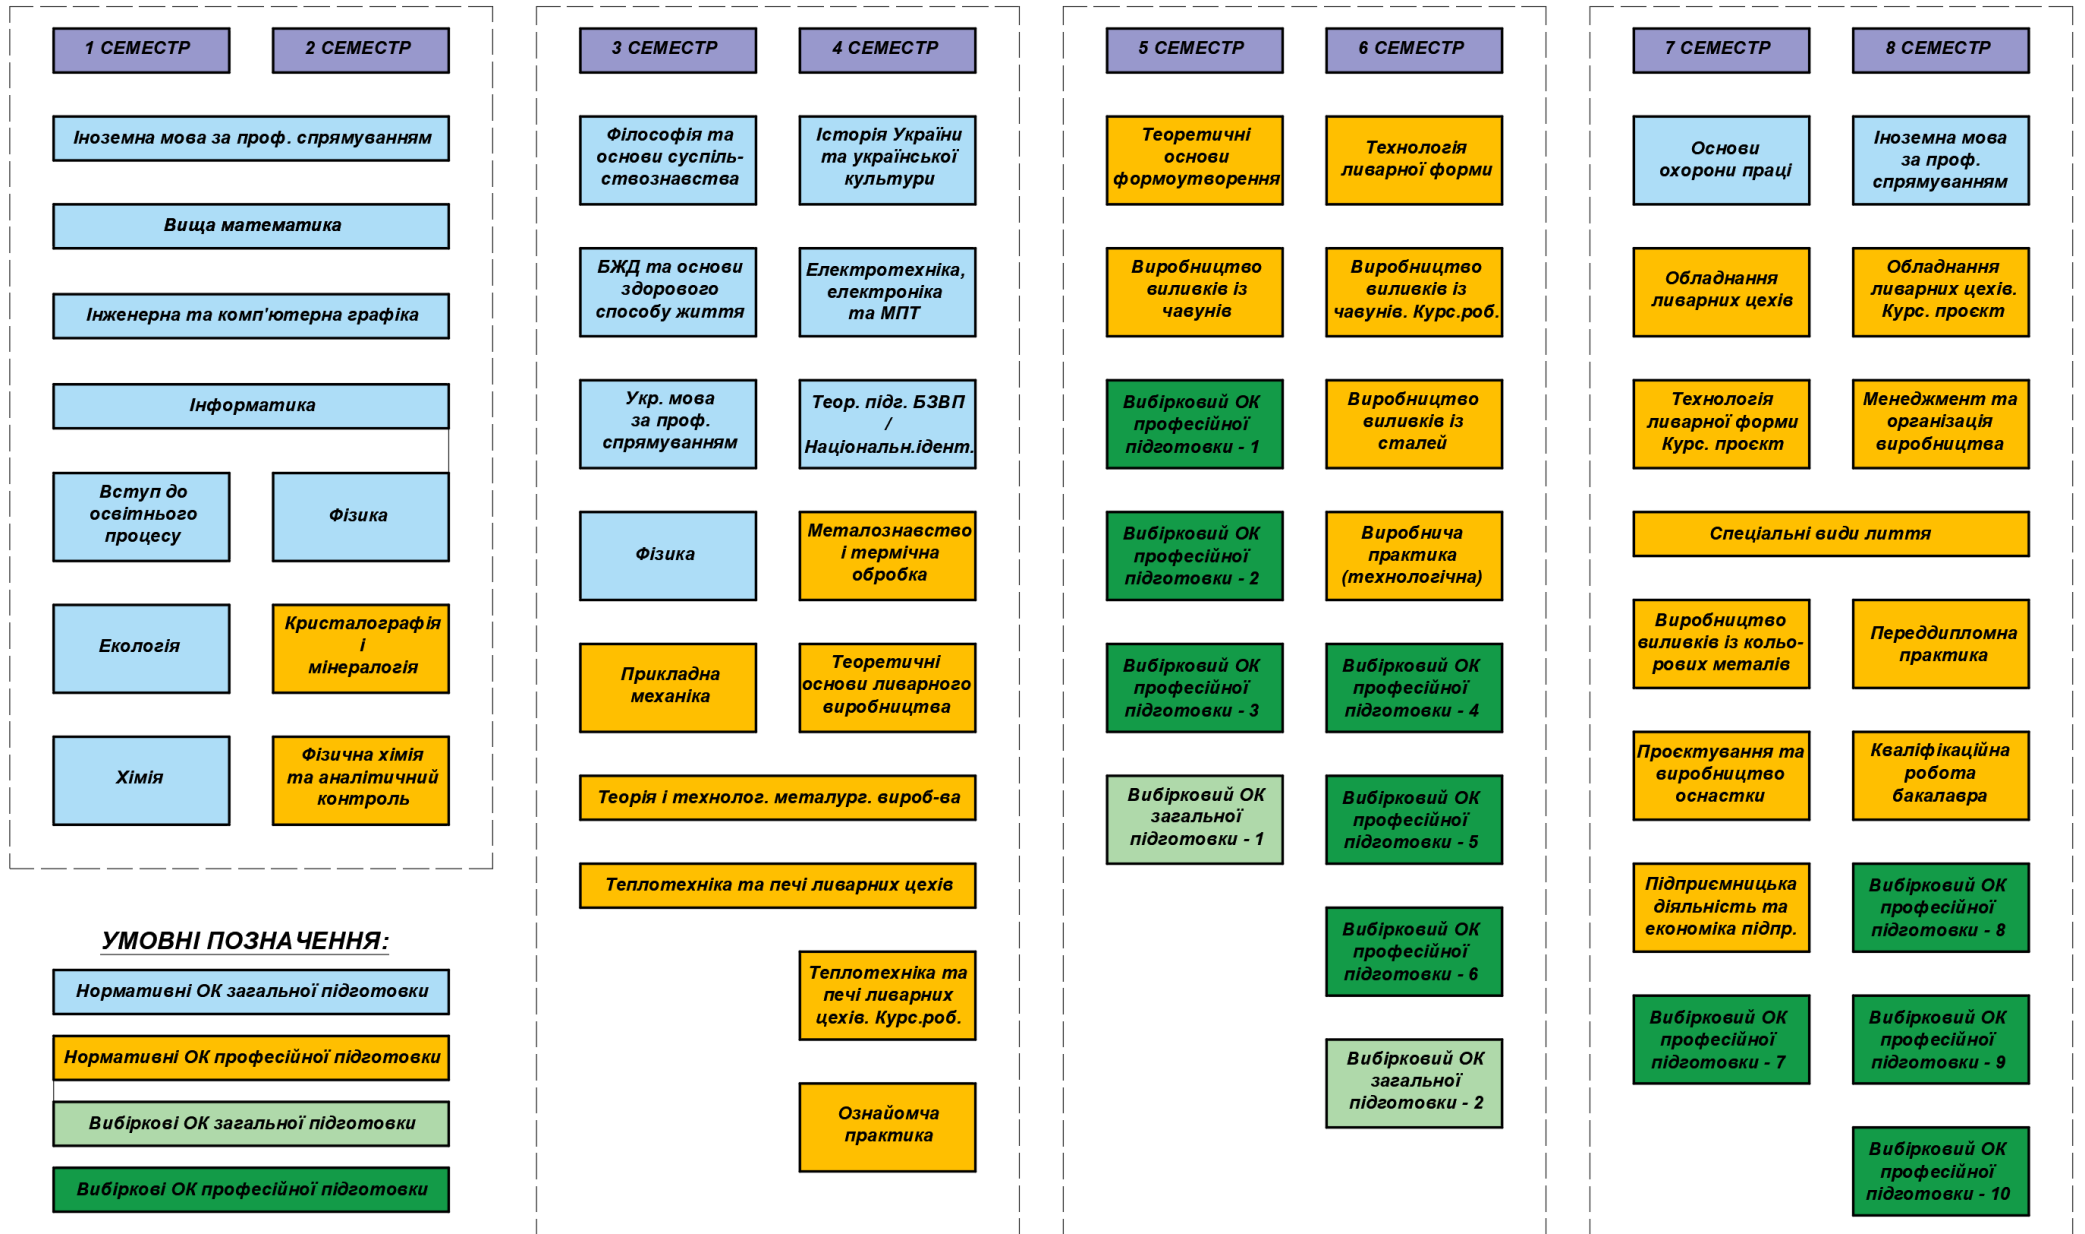 1 СЕМЕСТР
2 СЕМЕСТР
Іноземна мова за проф. спрямуванням
Вища математика
Інженерна та комп'ютерна графіка
Інформатика
Вступ до
освітнього
процесу
Фізика
Екологія
Кристалографія
і
мінералогія
Хімія
Фізична хімія
та аналітичний
контроль
УМОВНІ ПОЗНАЧЕННЯ:
Нормативні ОК загальної підготовки
Нормативні ОК професійної підготовки
Вибіркові ОК загальної підготовки
Вибіркові ОК професійної підготовки
3 СЕМЕСТР
4 СЕМЕСТР
Філософія та
основи суспіль-
ствознавства
Історія України
та української
культури
БЖД та основи
здорового
способу життя
Електротехніка,
електроніка
та МПТ
Укр. мова
за проф.
спрямуванням
Теор. підг. БЗВП
/
Національн.ідент.
Фізика
Металознавство
і термічна
обробка
Прикладна
механіка
Теоретичні
основи ливарного
виробництва
Теорія і технолог. металург. вироб-ва
Теплотехніка та печі ливарних цехів
Теплотехніка та
печі ливарних
цехів. Курс.роб.
Ознайомча
практика
5 СЕМЕСТР
6 СЕМЕСТР
Теоретичні
основи
формоутворення
Технологія
ливарної форми
Виробництво
виливків із
чавунів
Виробництво
виливків із
чавунів. Курс.роб.
Вибірковий ОК
професійної
підготовки - 1
Виробництво
виливків із
сталей
Вибірковий ОК
професійної
підготовки - 2
Виробнича
практика
(технологічна)
Вибірковий ОК
професійної
підготовки - 3
Вибірковий ОК
професійної
підготовки - 4
Вибірковий ОК
загальної
підготовки - 1
Вибірковий ОК
професійної
підготовки - 5
Вибірковий ОК
професійної
підготовки - 6
Вибірковий ОК
загальної
підготовки - 2
7 СЕМЕСТР
8 СЕМЕСТР
Основи
охорони праці
Іноземна мова
за проф.
спрямуванням
Обладнання
ливарних цехів
Обладнання
ливарних цехів.
Курс. проєкт
Технологія
ливарної форми
Курс. проєкт
Менеджмент та
організація
виробництва
Спеціальні види лиття
Виробництво
виливків із кольо-
рових металів
Переддипломна
практика
Проєктування та
виробництво
оснастки
Кваліфікаційна
робота
бакалавра
Підприємницька
діяльність та
економіка підпр.
Вибірковий ОК
професійної
підготовки - 8
Вибірковий ОК
професійної
підготовки - 7
Вибірковий ОК
професійної
підготовки - 9
Вибірковий ОК
професійної
підготовки - 10